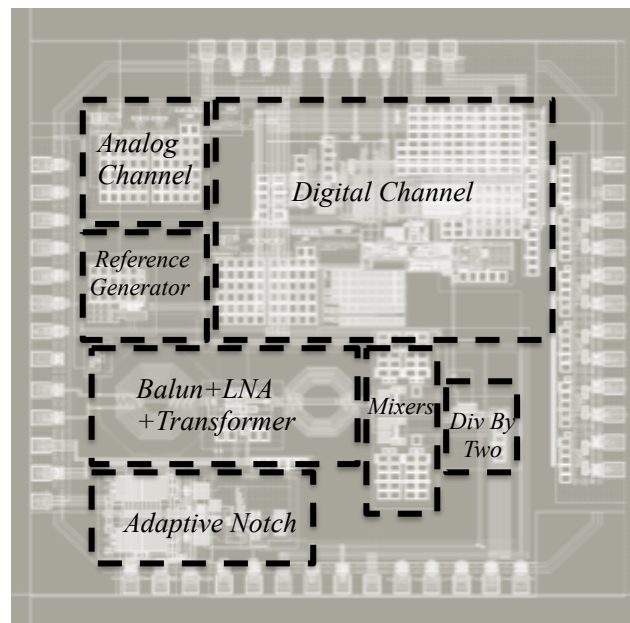 Analog
Channel
Digital Channel
Reference
Generator
Balun+LNA
+Transformer
Mixers
Div By
Two
Adaptive Notch